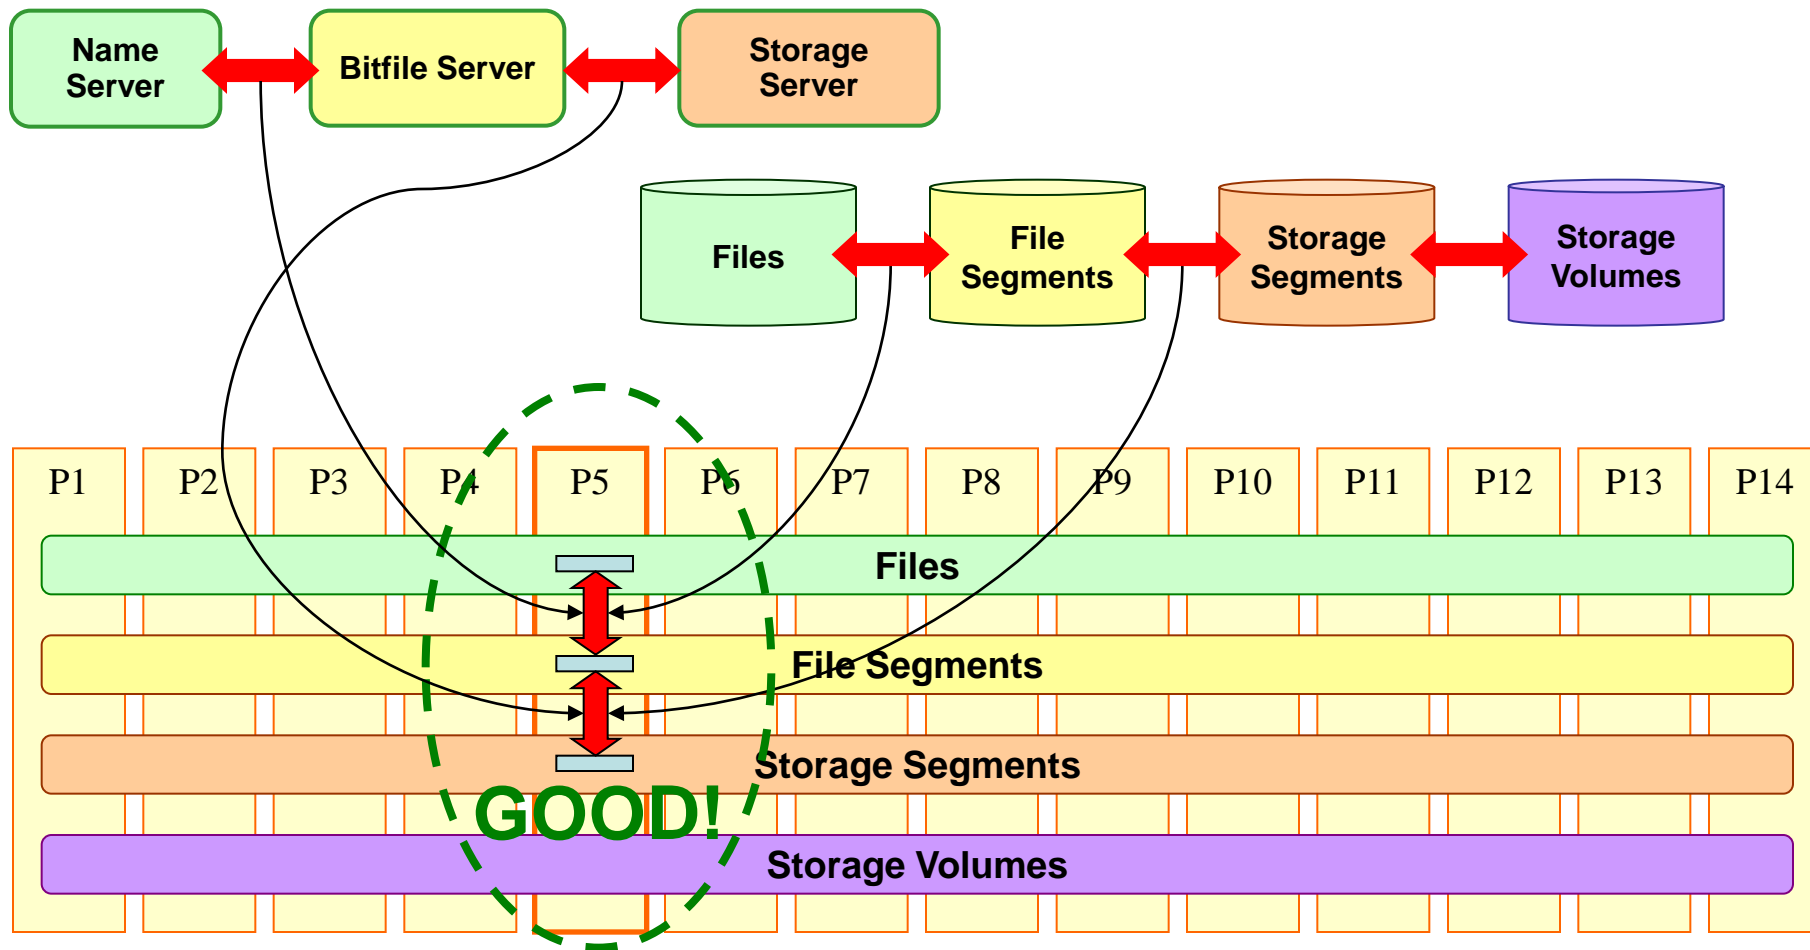 Name
Server
Bitfile Server
Storage
Server
Files
File
Segments
Storage
Segments
Storage
Volumes
P1 P2 P3 P4 P5 P6 P7 P8 P9 P10 P11 P12 P13 P14
Files
File Segments
Storage Segments
GOOD!
Storage Volumes